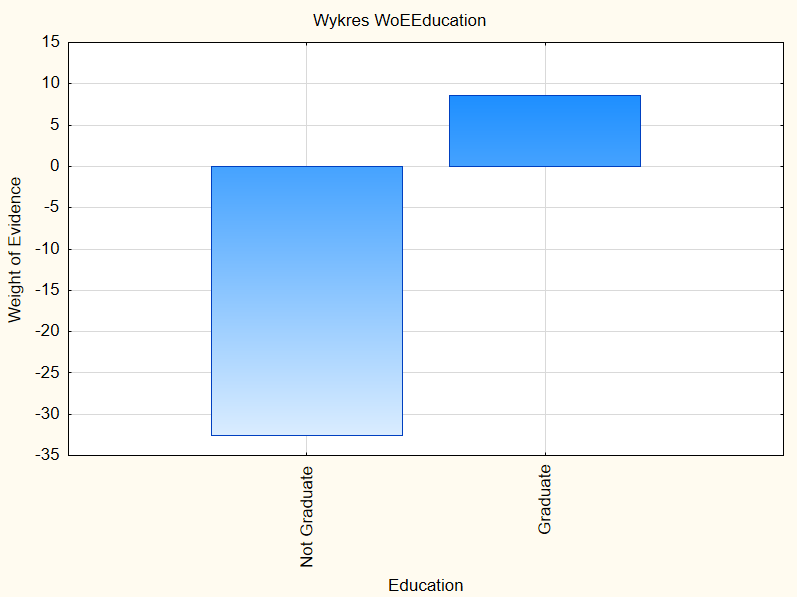 Wykres WoEEducation
15
10
5
0
-5
-10
-15
-20
-25
-30
-35
Weight of Evidence
Not Graduate
Graduate
Education